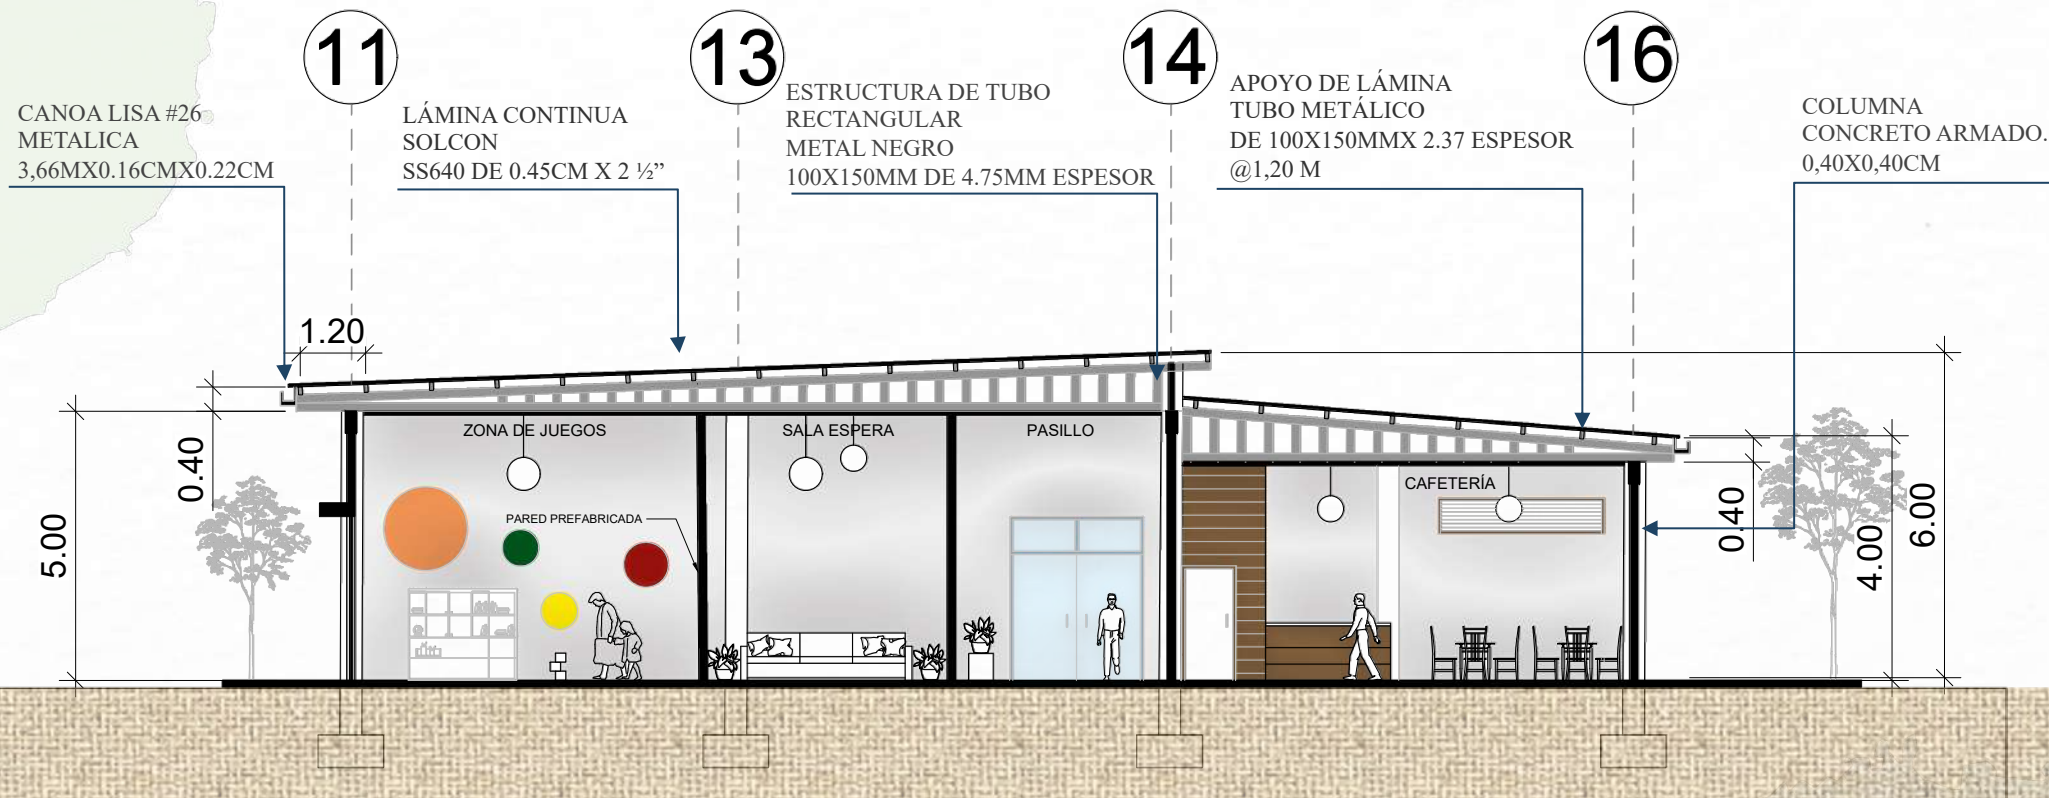 11
13
14
16
CANOA LISA #26
METALICA
3,66MX0.16CMX0.22CM
LÁMINA CONTINUA
SOLCON
SS640 DE 0.45CM X 2 ½”
ESTRUCTURA DE TUBO
RECTANGULAR
METAL NEGRO
100X150MM DE 4.75MM ESPESOR
APOYO DE LÁMINA
TUBO METÁLICO
DE 100X150MMX 2.37 ESPESOR
@1,20 M
COLUMNA
CONCRETO ARMADO.
0,40X0,40CM
1.20
0.40
5.00
ZONA DE JUEGOS
SALA ESPERA
PASILLO
CAFETERÍA
PARED PREFABRICADA
0.40
4.00
6.00